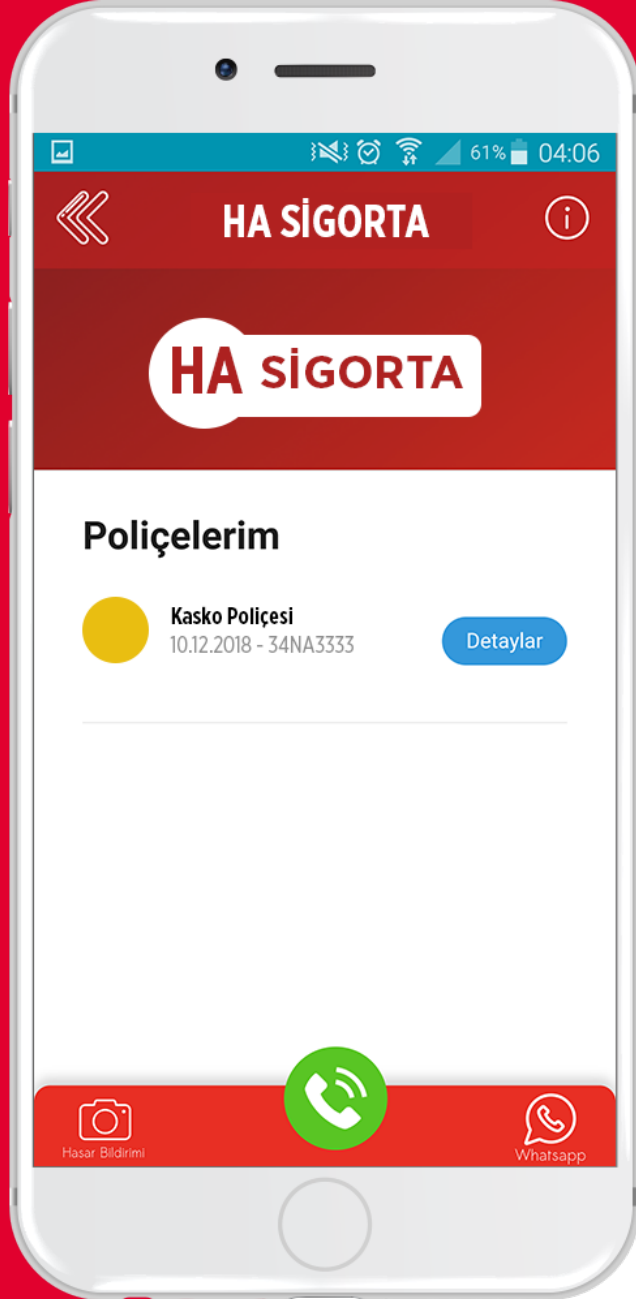 61% 04:06
HA SİGORTA
HA SİGORTA
Poliçelerim
Kasko Poliçesi
10.12.2018 - 34NA3333
Detaylar
Hasar Bildirimi
Whatsapp